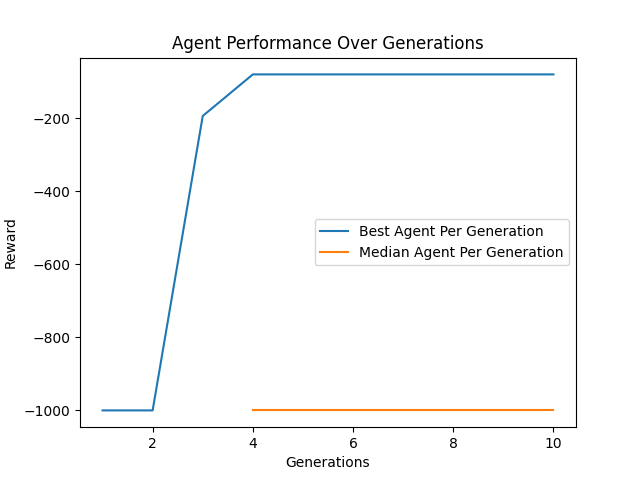 Agent Performance Over Generations
−200
−400
−600
−800
−1000
Reward
Best Agent Per Generation
Median Agent Per Generation
2
4
6
8
10
Generations